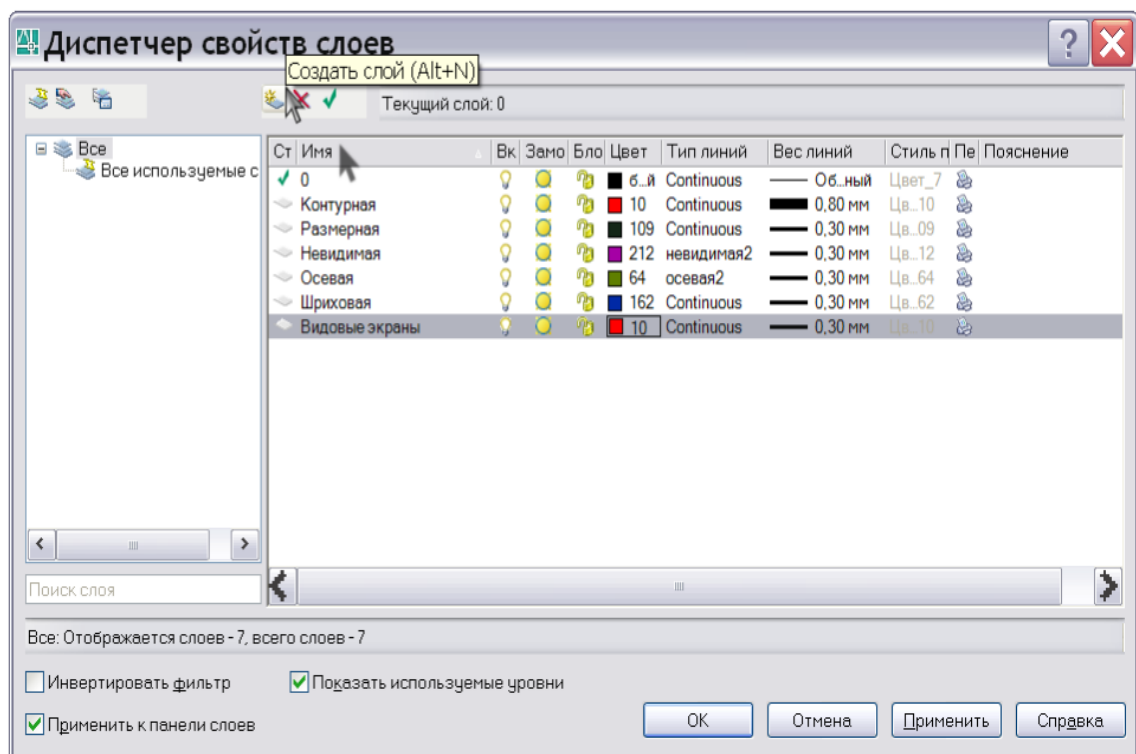 Диспетчер свойств слоев
Создать слой (Alt+N)
Текущий слой: 0
Все
Все используемые с
Ст Имя Вк Замо Бло Цвет Тип линий Вес линий Стиль п Пе Пояснение
0 б...й Continuous Об...ный Цвет_7
Контурная 10 Continuous 0,80 мм Цв...10
Размерная 109 Continuous 0,30 мм Цв...09
Невидимая 212 невидимая2 0,30 мм Цв...12
Осевая 64 осевая2 0,30 мм Цв...64
Шриховая 162 Continuous 0,30 мм Цв...62
Видовые экраны 10 Continuous 0,30 мм Цв...10
Поиск слоя
Все: Отображается слоев - 7, всего слоев - 7
Инвертировать фильтр Показать используемые уровни
Применить к панели слоев
ОК Отмена Применить Справка